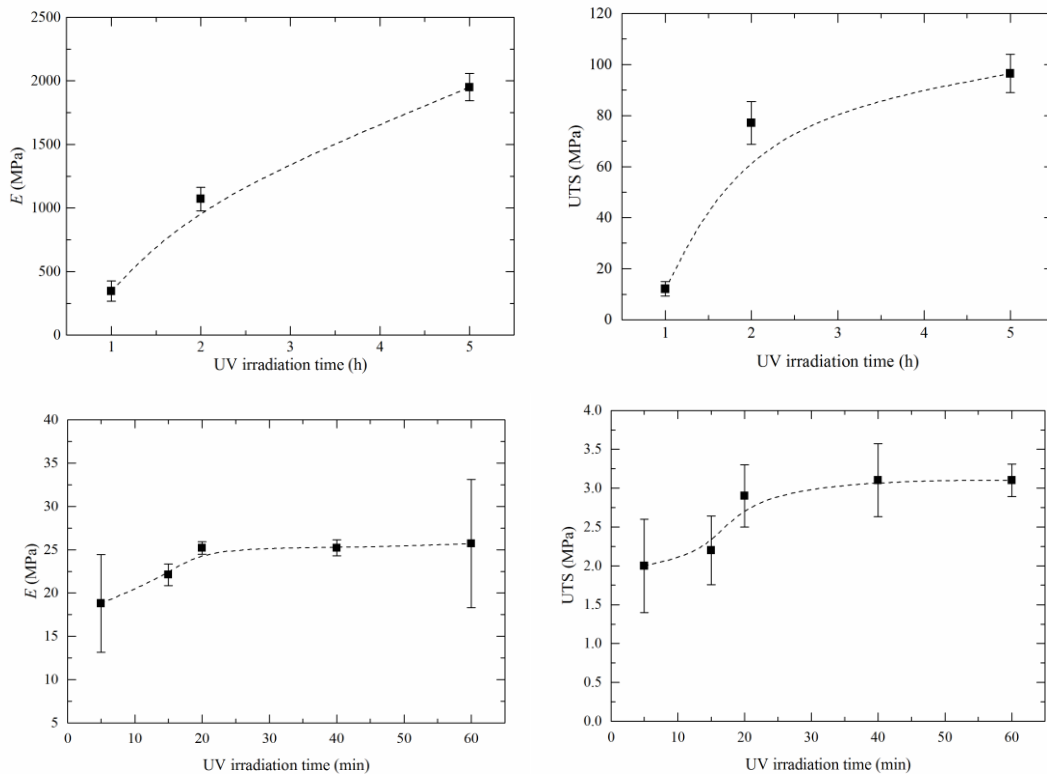 2500
2000
1500
1000
500
0
E (MPa)
1 2 3 4 5
UV irradiation time (h)
120
100
80
60
40
20
0
UTS (MPa)
1 2 3 4 5
UV irradiation time (h)
40
35
30
25
20
15
10
5
E (MPa)
0 10 20 30 40 50 60
UV irradiation time (min)
4.0
3.5
3.0
2.5
2.0
1.5
1.0
0.5
0.0
UTS (MPa)
0 10 20 30 40 50 60
UV irradiation time (min)